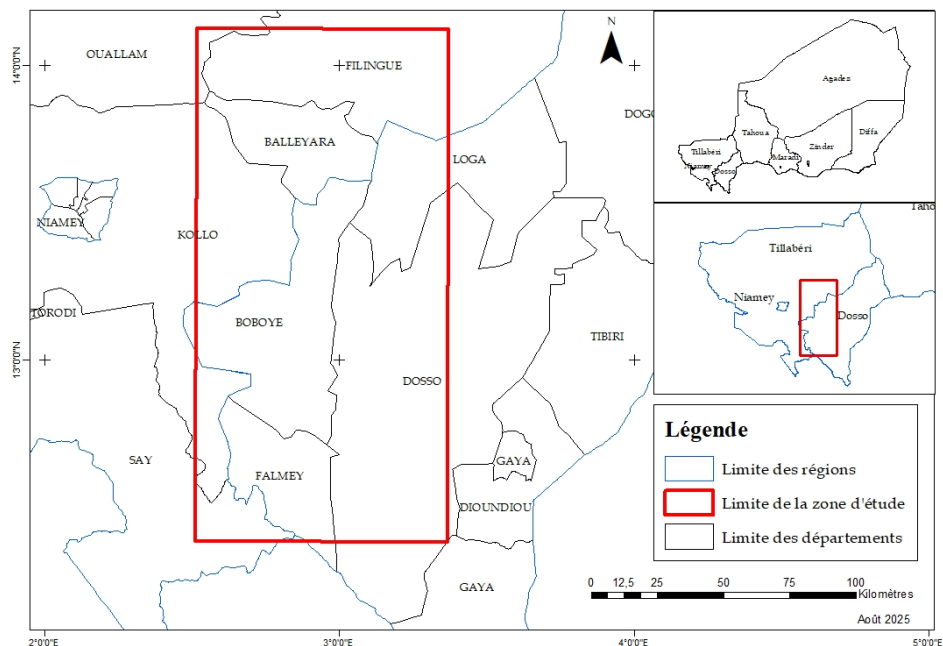 OUALLAM
FILINGUE
BALLEYARA
LOGA
DOGO
NIAMEY
KOLLO
TORODI
BOBOYE
TIBIRI
DOSSO
SAY
FALMEY
GAYA
DIOUNDIOU
GAYA
N
14°0'0"N
13°0'0"N
2°0'0"E
3°0'0"E
4°0'0"E
5°0'0"E
Agadez
Tahoua
Diffa
Tillabéri
Maradi
Zinder
Niamey
Dosso
Taho
Tillabéri
Niamey
Dosso
Légende
Limite des régions
Limite de la zone d'étude
Limite des départements
0 12,5 25 50 75 100
Kilomètres
Août 2025